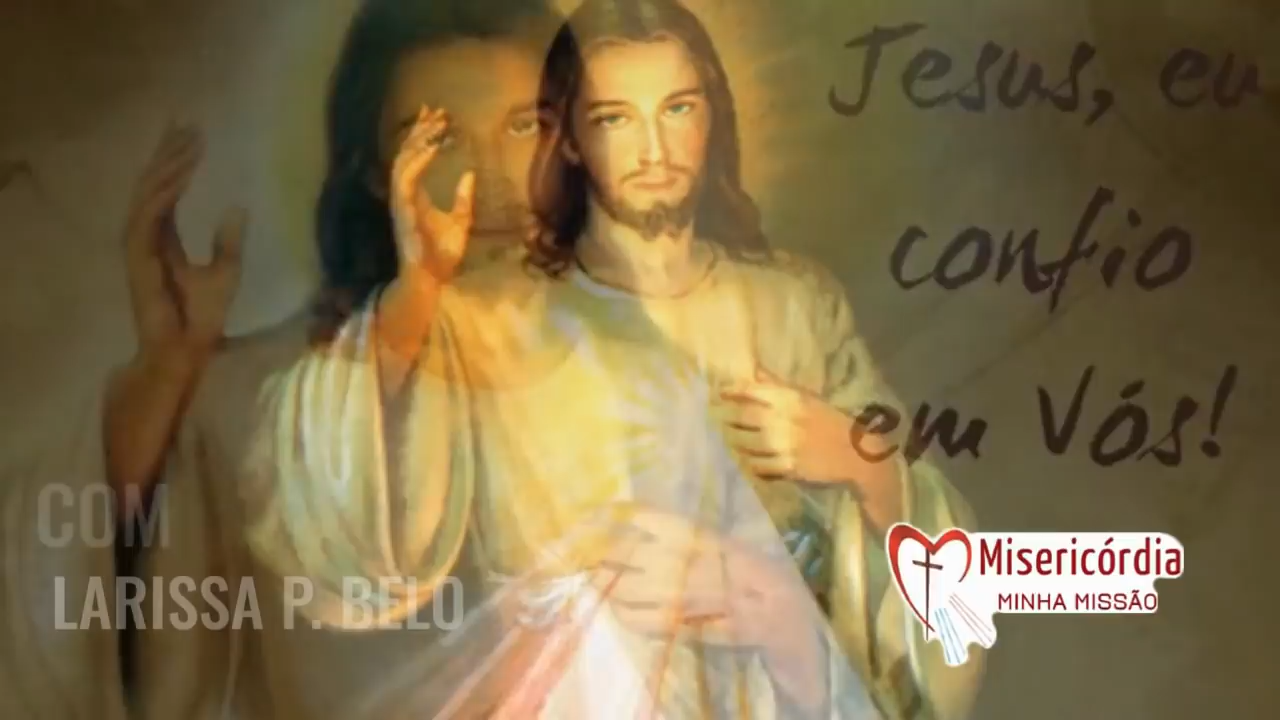 Jesus, eu
confio
em Vós!
COM
LARISSA P. BELO
Misericórdia
MINHA MISSÃO